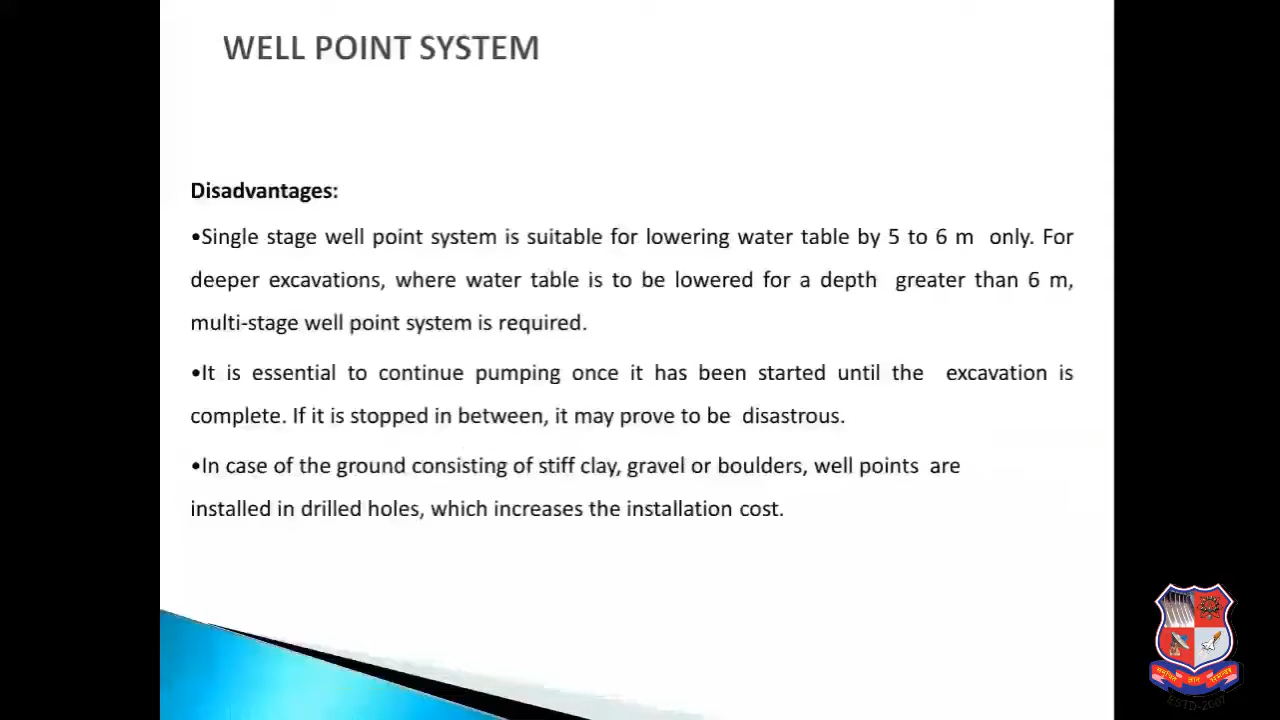 WELL POINT SYSTEM
Disadvantages:
•Single stage well point system is suitable for lowering water table by 5 to 6 m only. For
deeper excavations, where water table is to be lowered for a depth greater than 6 m,
multi-stage well point system is required.
•It is essential to continue pumping once it has been started until the excavation is
complete. If it is stopped in between, it may prove to be disastrous.
•In case of the ground consisting of stiff clay, gravel or boulders, well points are
installed in drilled holes, which increases the installation cost.
ESTD-2007